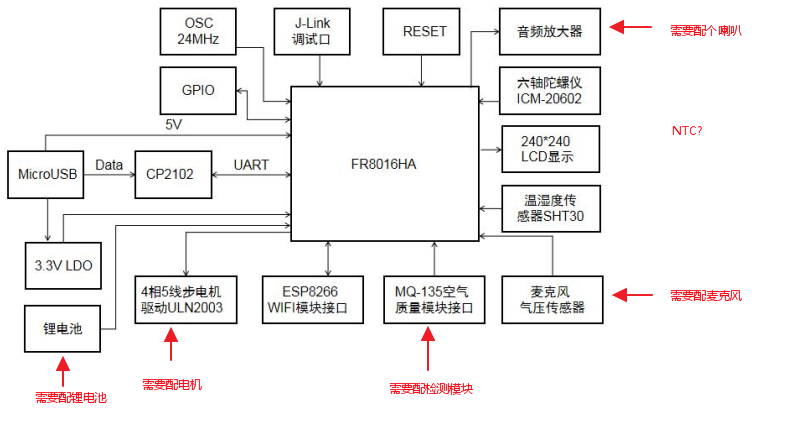 OSC
24MHz
J-Link
调试口
RESET
音频放大器
需要配个喇叭
GPIO
六轴陀螺仪
ICM-20602
5V
NTC?
240*240
LCD显示
MicroUSB
Data
CP2102
UART
FR8016HA
温湿度传
感器SHT30
3.3V LDO
4相5线步电机
驱动ULN2003
ESP8266
WIFI模块接口
MQ-135空气
质量模块接口
麦克风
气压传感器
需要配麦克风
锂电池
需要配电机
需要配检测模块
需要配锂电池